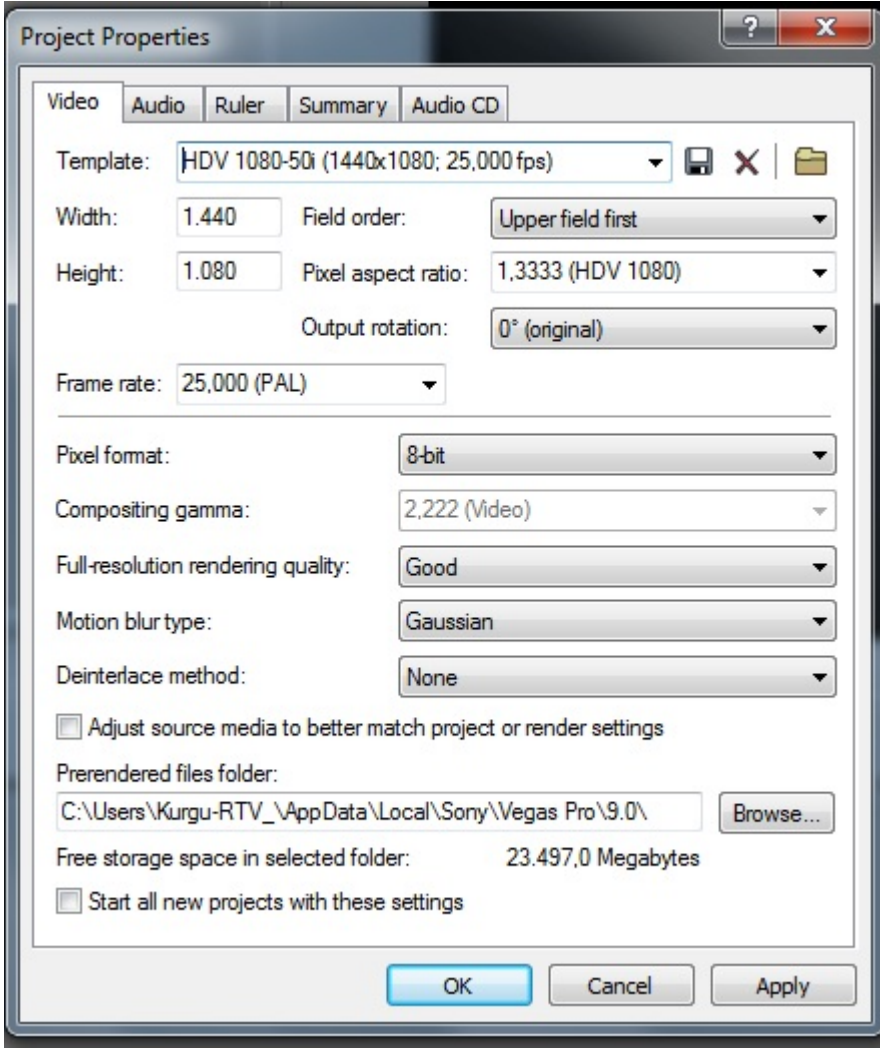 Project Properties
Video Audio Ruler Summary Audio CD
Template: HDV 1080-50i (1440x1080; 25,000 fps)
Width: 1.440 Field order: Upper field first
Height: 1.080 Pixel aspect ratio: 1,3333 (HDV 1080)
Output rotation: 0° (original)
Frame rate: 25,000 (PAL)
Pixel format: 8-bit
Compositing gamma: 2,222 (Video)
Full-resolution rendering quality: Good
Motion blur type: Gaussian
Deinterlace method: None
Adjust source media to better match project or render settings
Prerendered files folder:
C:\Users\Kurgu-RTV_\AppData\Local\Sony\Vegas Pro\9.0\ Browse...
Free storage space in selected folder: 23.497,0 Megabytes
Start all new projects with these settings
OK Cancel Apply